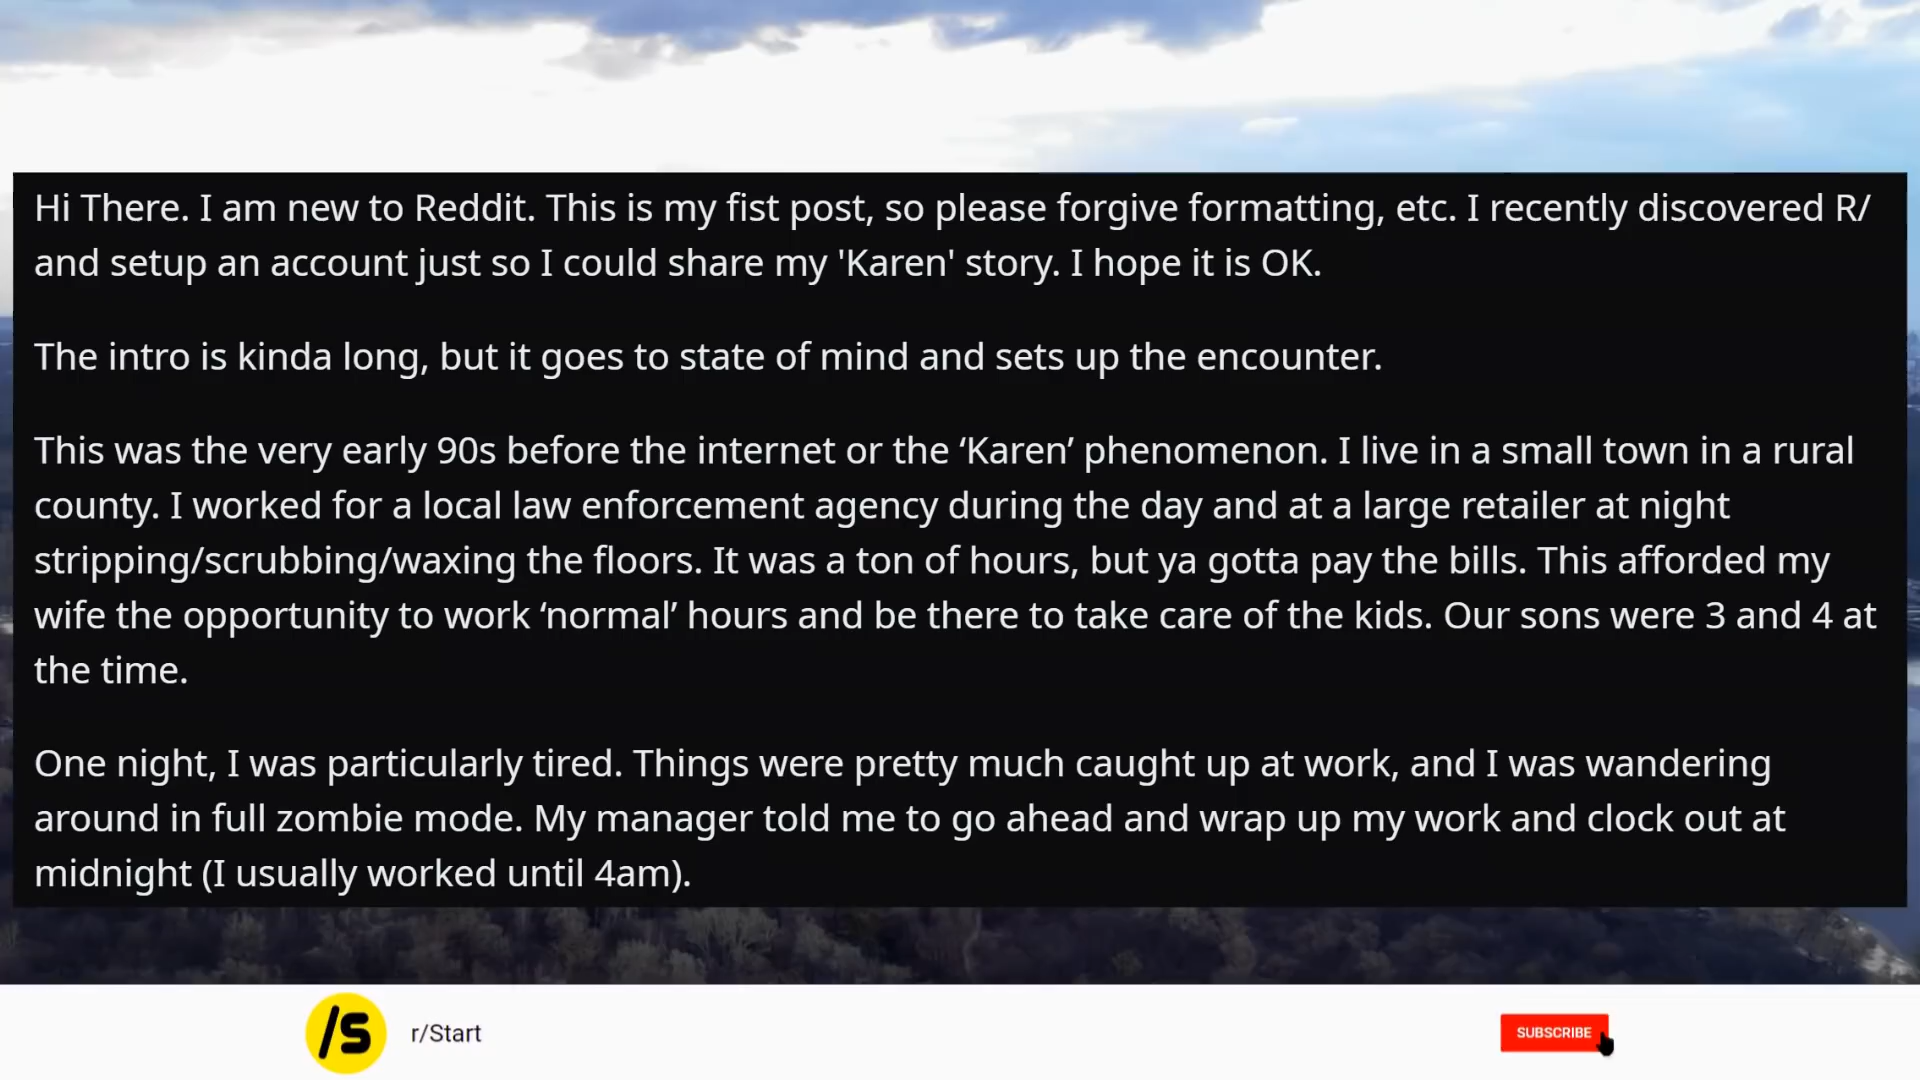 Hi There. I am new to Reddit. This is my fist post, so please forgive formatting, etc. I recently discovered R/
and setup an account just so I could share my 'Karen' story. I hope it is OK.
The intro is kinda long, but it goes to state of mind and sets up the encounter.
This was the very early 90s before the internet or the ‘Karen’ phenomenon. I live in a small town in a rural
county. I worked for a local law enforcement agency during the day and at a large retailer at night
stripping/scrubbing/waxing the floors. It was a ton of hours, but ya gotta pay the bills. This afforded my
wife the opportunity to work ‘normal’ hours and be there to take care of the kids. Our sons were 3 and 4 at
the time.
One night, I was particularly tired. Things were pretty much caught up at work, and I was wandering
around in full zombie mode. My manager told me to go ahead and wrap up my work and clock out at
midnight (I usually worked until 4am).
/S r/Start
SUBSCRIBE